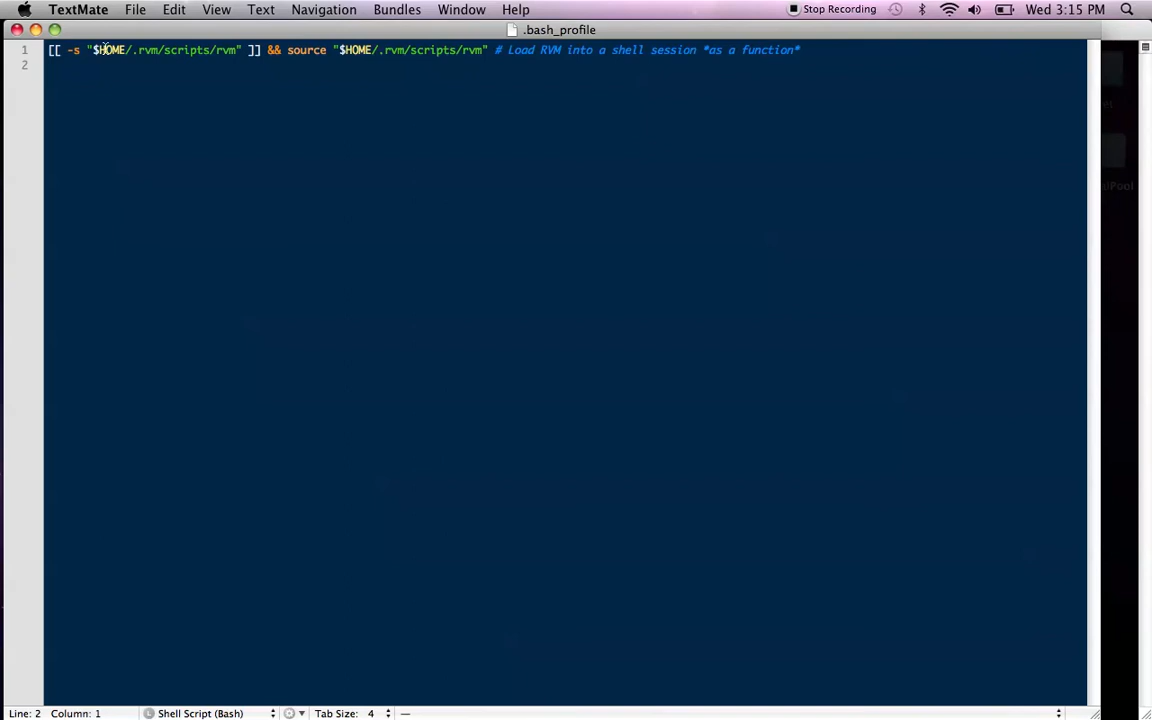 TextMate File Edit View Text Navigation Bundles Window Help Stop Recording Wed 3:15 PM
.bash_profile
1 [[ -s "$HOME/.rvm/scripts/rvm" ]] && source "$HOME/.rvm/scripts/rvm" # Load RVM into a shell session *as a function*
2
Line: 2 Column: 1 Shell Script (Bash) Tab Size: 4 —